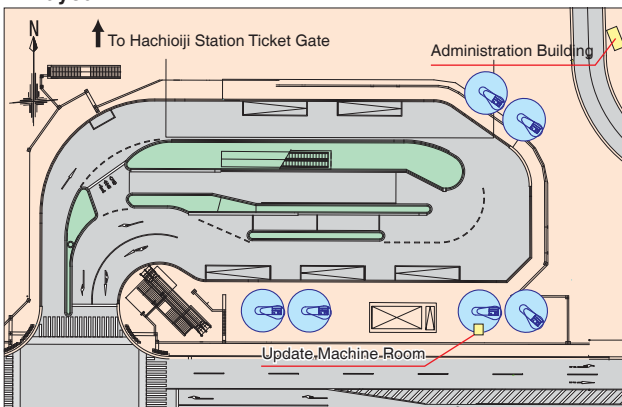 N
To Hachioiji Station Ticket Gate
Administration Building
Update Machine Room